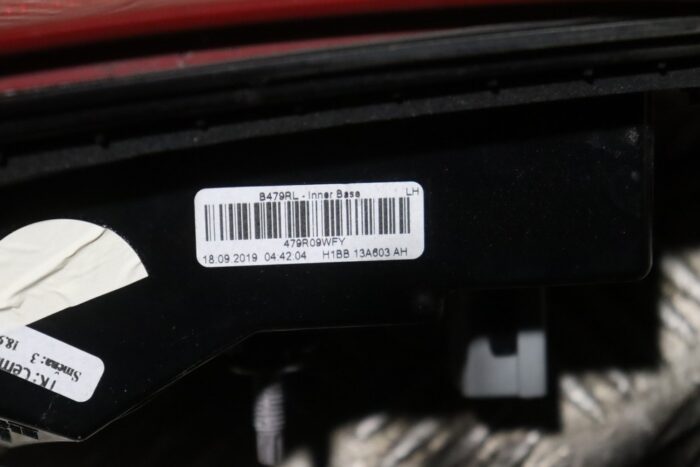 B479RL - Inner Base LH
479R09WFY
18.09.2019 04.42.04 H1BB 13A603 AH
Smena: 3